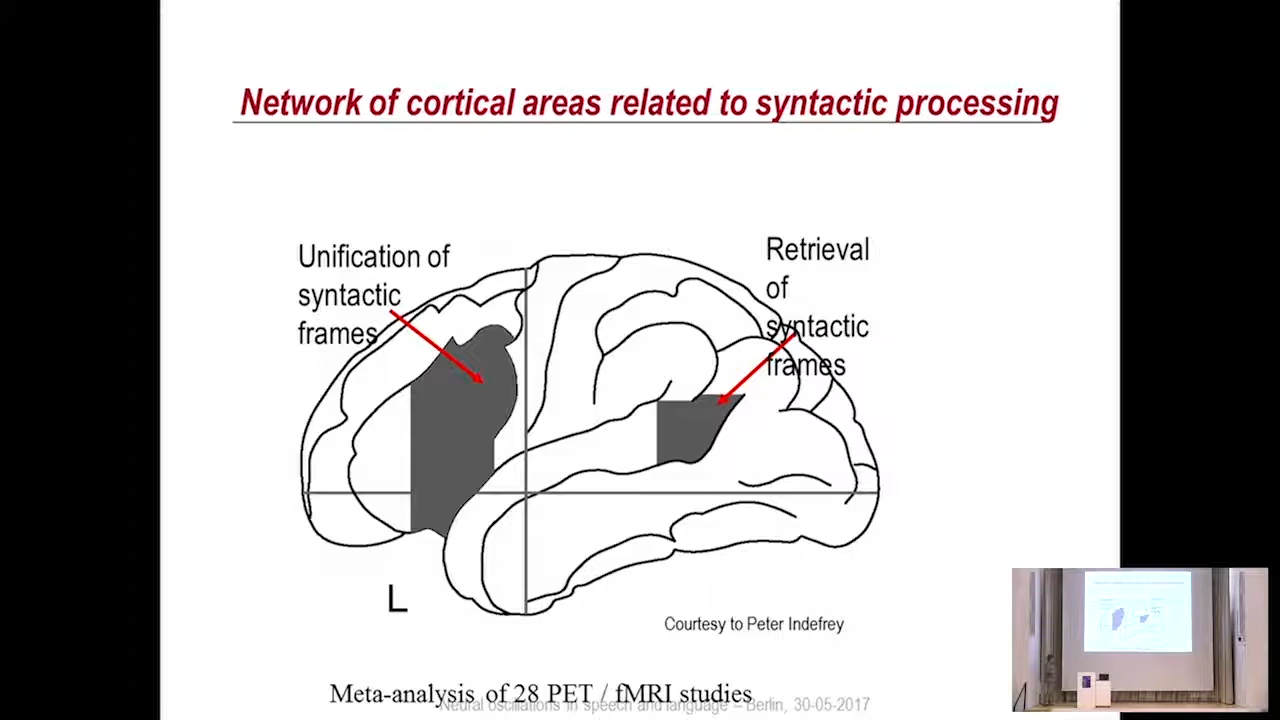 Network of cortical areas related to syntactic processing
Unification of
syntactic
frames
Retrieval
of
syntactic
frames
L
Courtesy to Peter Indefrey
Meta-analysis of 28 PET / fMRI studies
Neural oscillations in speech and language – Berlin, 30-05-2017